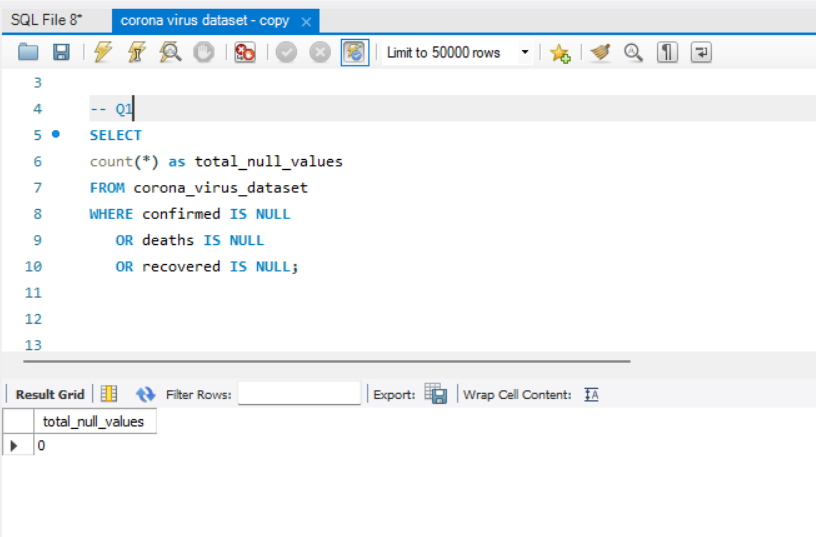 SQL File 8*
corona virus dataset - copy
Limit to 50000 rows
3
4 -- Q1
5 SELECT
6 count(*) as total_null_values
7 FROM corona_virus_dataset
8 WHERE confirmed IS NULL
9 OR deaths IS NULL
10 OR recovered IS NULL;
11
12
13
Result Grid Filter Rows: Export: Wrap Cell Content:
total_null_values
0